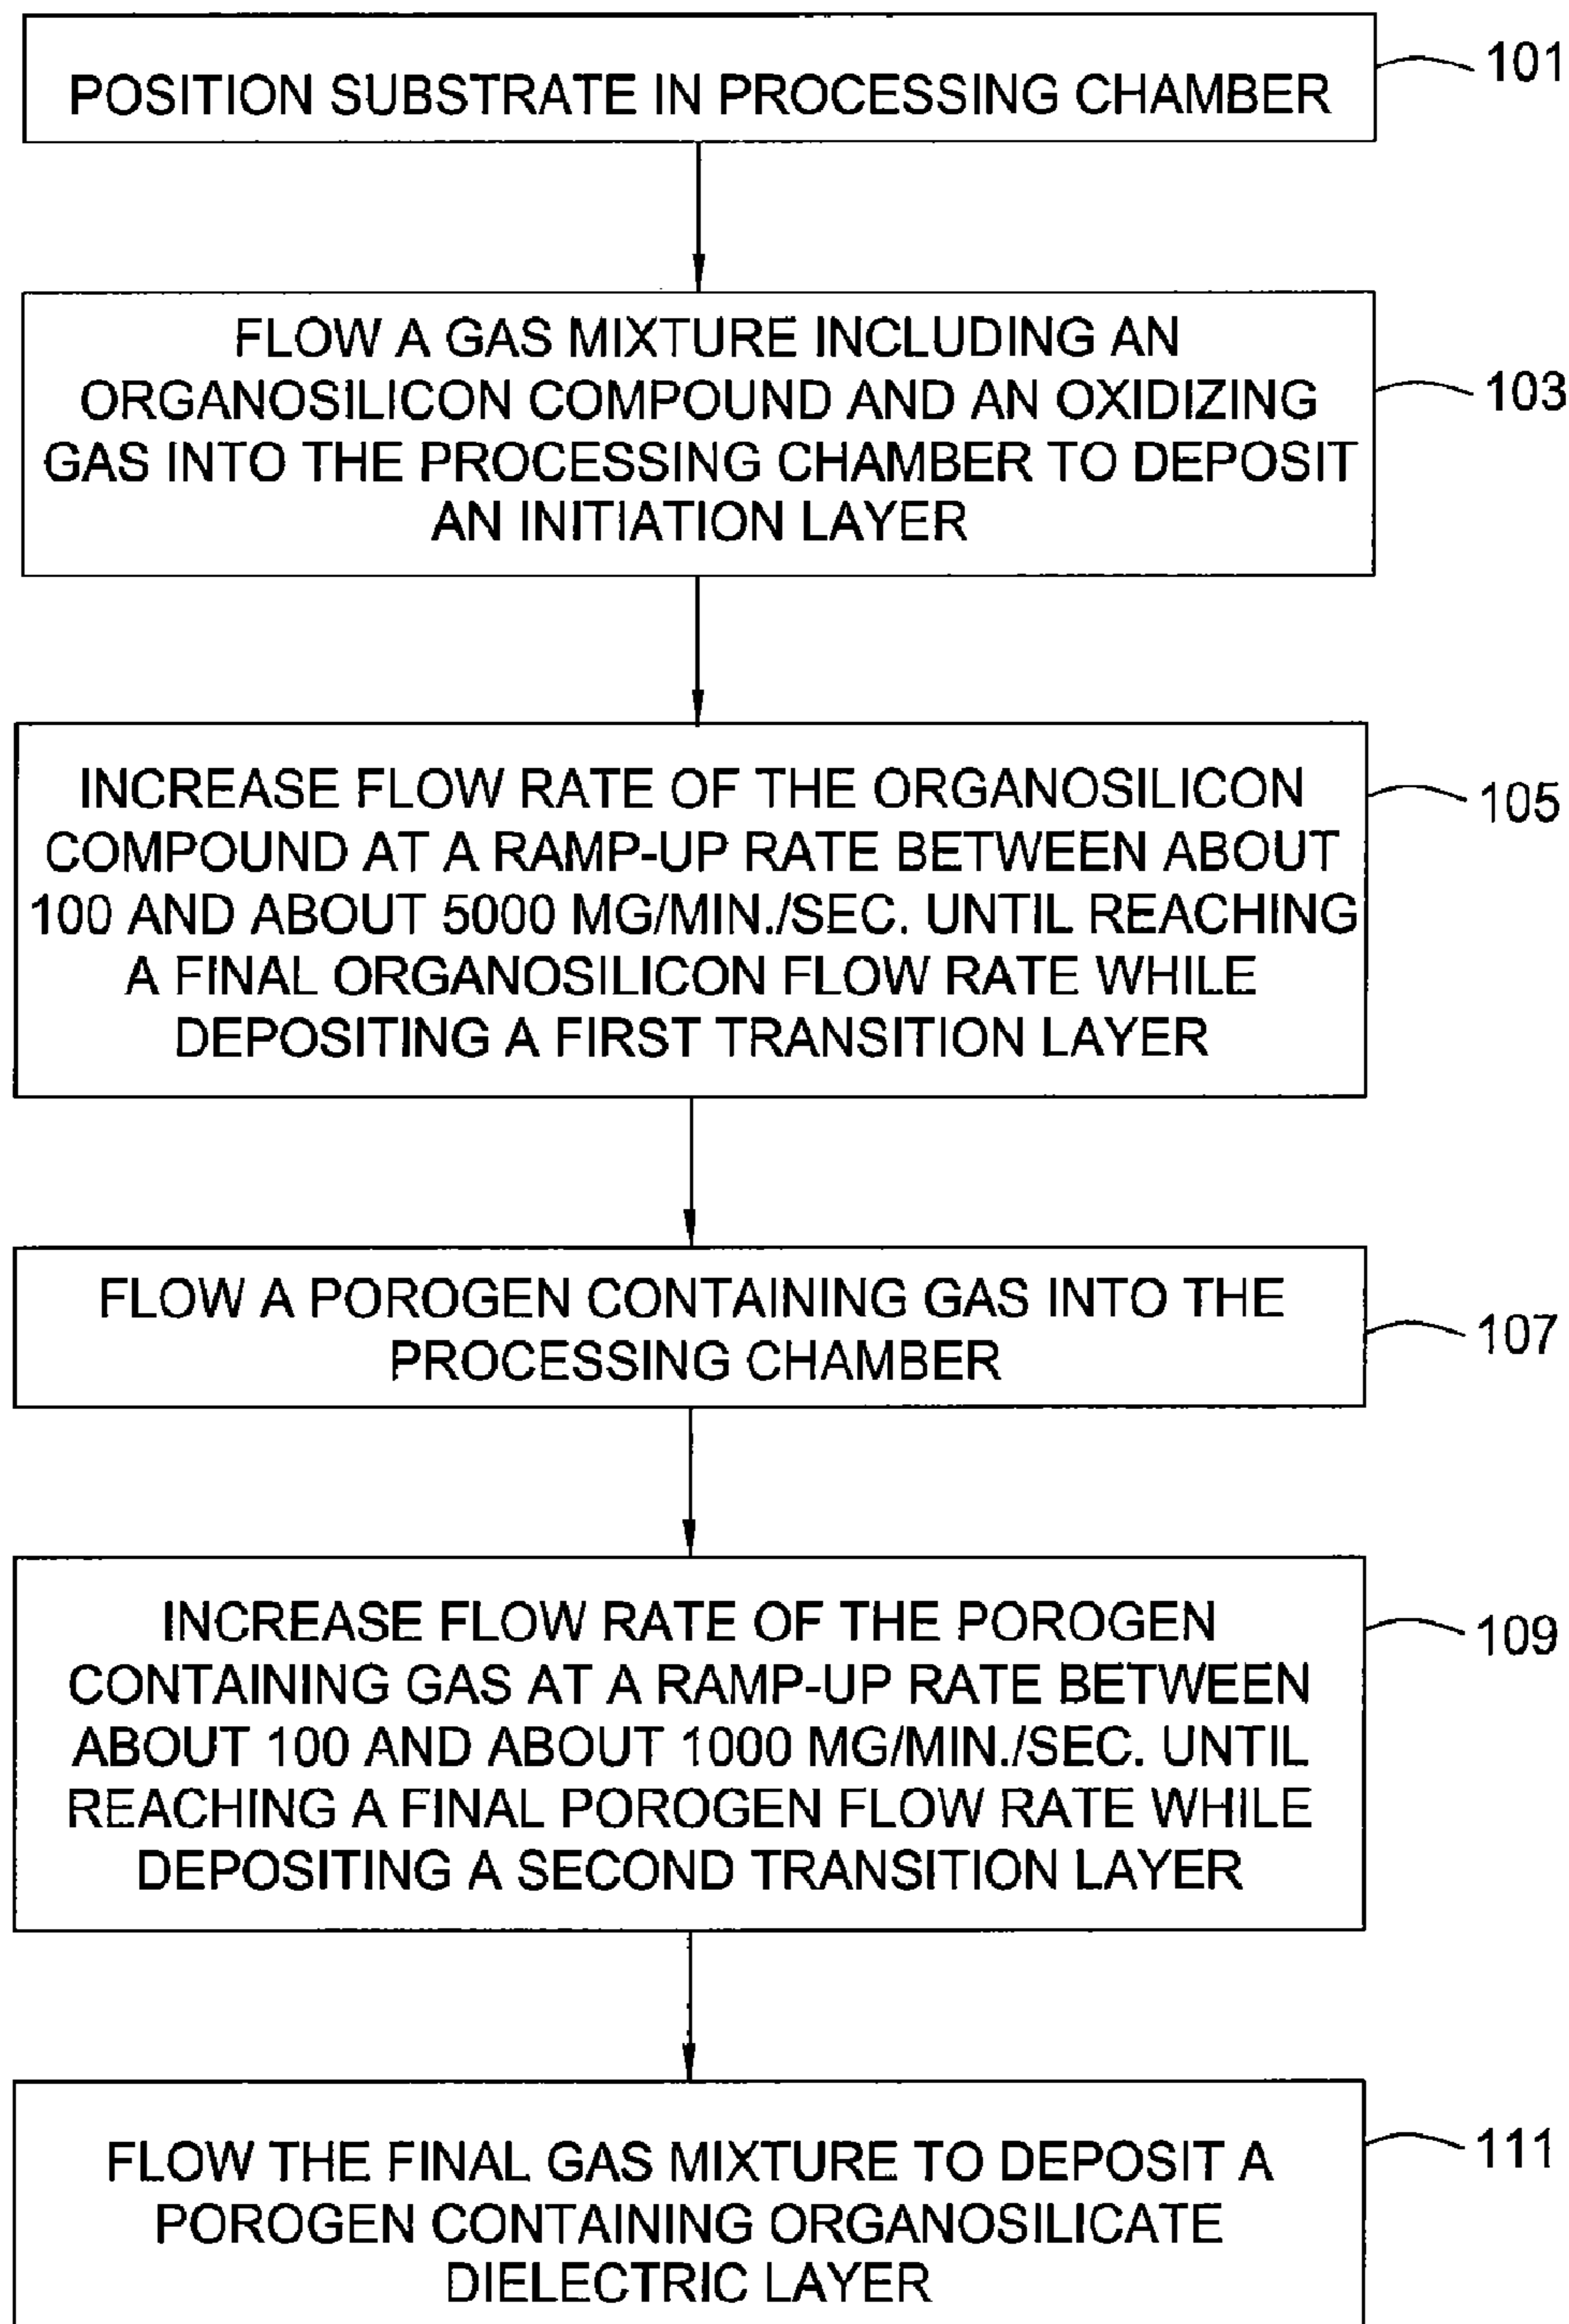 POSITION SUBSTRATE IN PROCESSING CHAMBER
101
FLOW A GAS MIXTURE INCLUDING AN
ORGANOSILICON COMPOUND AND AN OXIDIZING
GAS INTO THE PROCESSING CHAMBER TO DEPOSIT
AN INITIATION LAYER
103
INCREASE FLOW RATE OF THE ORGANOSILICON
COMPOUND AT A RAMP-UP RATE BETWEEN ABOUT
100 AND ABOUT 5000 MG/MIN./SEC. UNTIL REACHING
A FINAL ORGANOSILICON FLOW RATE WHILE
DEPOSITING A FIRST TRANSITION LAYER
105
FLOW A POROGEN CONTAINING GAS INTO THE
PROCESSING CHAMBER
107
INCREASE FLOW RATE OF THE POROGEN
CONTAINING GAS AT A RAMP-UP RATE BETWEEN
ABOUT 100 AND ABOUT 1000 MG/MIN./SEC. UNTIL
REACHING A FINAL POROGEN FLOW RATE WHILE
DEPOSITING A SECOND TRANSITION LAYER
109
FLOW THE FINAL GAS MIXTURE TO DEPOSIT A
POROGEN CONTAINING ORGANOSILICATE
DIELECTRIC LAYER
111